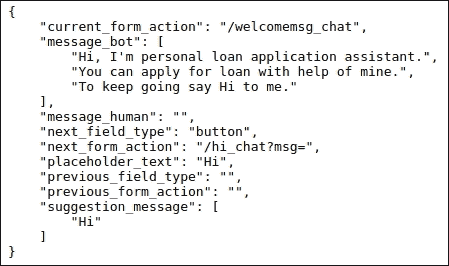 {
    "current_form_action": "/welcomemsg_chat",
    "message_bot": [
        "Hi, I'm personal loan application assistant.",
        "You can apply for loan with help of mine.",
        "To keep going say Hi to me."
    ],
    "message_human": "",
    "next_field_type": "button",
    "next_form_action": "/hi_chat?msg=",
    "placeholder_text": "Hi",
    "previous_field_type": "",
    "previous_form_action": "",
    "suggestion_message": [
        "Hi"
    ]
}